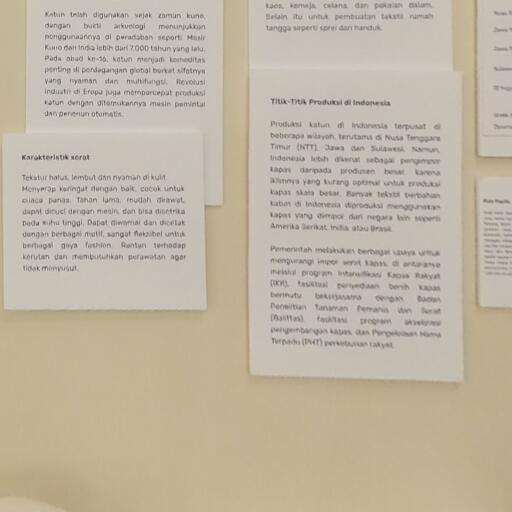 Katun telah digunakan sejak zaman kuno,
dengan bukti arkeologi menunjukkan
penggunaannya di peradaban seperti Mesir
Kuno dan India lebih dari 7.000 tahun yang lalu.
Pada abad ke-16, katun menjadi komoditas
penting di perdagangan global berkat sifatnya
yang nyaman dan multifungsi. Revolusi
Industri di Eropa juga mempercepat produksi
katun dengan ditemukannya mesin pemintal
dan penenun otomatis.
Karakteristik serat
Tekstur halus, lembut dan nyaman di kulit.
Menyerap keringat dengan baik, cocok untuk
cuaca panas. Tahan lama, mudah dirawat,
dapat dicuci dengan mesin, dan bisa disetrika
pada suhu tinggi. Dapat diwarnai dan dicetak
dengan berbagai motif, sangat fleksibel untuk
berbagai gaya fashion. Rentan terhadap
kerutan dan membutuhkan perawatan agar
tidak menyusut.
kaos, kemeja, celana, dan pakaian dalam.
Selain itu untuk pembuatan tekstil rumah
tangga seperti sprei dan handuk.
Titik-Titik Produksi di Indonesia
Produksi katun di Indonesia terpusat di
beberapa wilayah, terutama di Nusa Tenggara
Timur (NTT), Jawa dan Sulawesi. Namun,
Indonesia lebih dikenal sebagai pengimpor
kapas daripada produsen besar, karena
iklimnya yang kurang optimal untuk produksi
kapas skala besar. Banyak tekstil berbahan
katun di Indonesia diproduksi menggunakan
kapas yang diimpor dari negara lain seperti
Amerika Serikat, India, atau Brasil.
Pemerintah melakukan berbagai upaya untuk
mengurangi impor serat kapas, di antaranya
melalui program Intensifikasi Kapas Rakyat
(IKR), fasilitasi penyediaan benih kapas
bermutu bekerjasama dengan Badan
Penelitian Tanaman Pemanis dan Serat
(Balittas), fasilitasi program akselerasi
pengembangan kapas, dan Pengelolaan Hama
Terpadu (PHT) perkebunan rakyat.